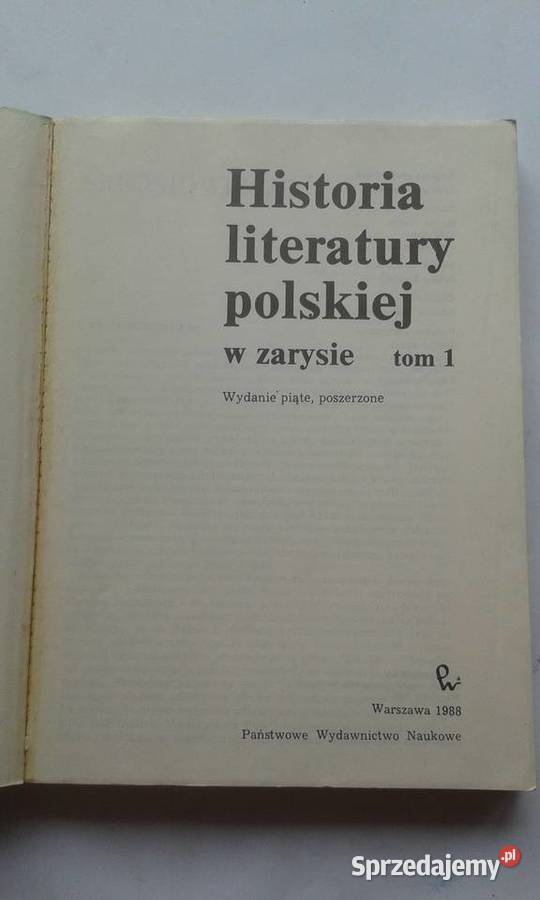 Historia
literatury
polskiej
w zarysie tom 1
Wydanie piąte, poszerzone
Warszawa 1988
Państwowe Wydawnictwo Naukowe
Sprzedajemy.pl